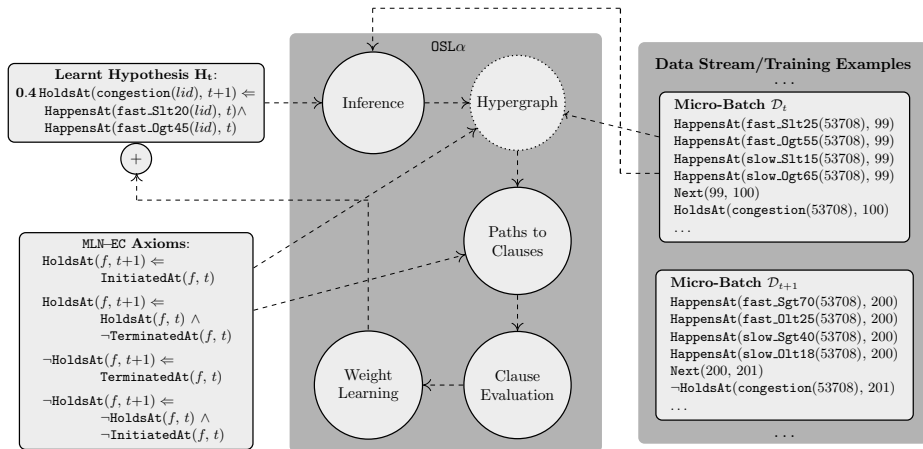 OSLα
Learnt Hypothesis Hₜ:
0.4 HoldsAt(congestion(lid), t+1) ⇐
HappensAt(fast_Slt20(lid), t)∧
HappensAt(fast_Ogt45(lid), t)
+
MLN–EC Axioms:
HoldsAt(f, t+1) ⇐
InitiatedAt(f, t)
HoldsAt(f, t+1) ⇐
HoldsAt(f, t) ∧
¬TerminatedAt(f, t)
¬HoldsAt(f, t+1) ⇐
TerminatedAt(f, t)
¬HoldsAt(f, t+1) ⇐
¬HoldsAt(f, t) ∧
¬InitiatedAt(f, t)
Inference
Hypergraph
Paths to
Clauses
Clause
Evaluation
Weight
Learning
Data Stream/Training Examples
...
Micro-Batch 𝒟ₜ
HappensAt(fast_Slt25(53708), 99)
HappensAt(fast_Ogt55(53708), 99)
HappensAt(slow_Slt15(53708), 99)
HappensAt(slow_Ogt65(53708), 99)
Next(99, 100)
HoldsAt(congestion(53708), 100)
...
Micro-Batch 𝒟ₜ₊₁
HappensAt(fast_Sgt70(53708), 200)
HappensAt(fast_Olt25(53708), 200)
HappensAt(slow_Sgt40(53708), 200)
HappensAt(slow_Olt18(53708), 200)
Next(200, 201)
¬HoldsAt(congestion(53708), 201)
...
...